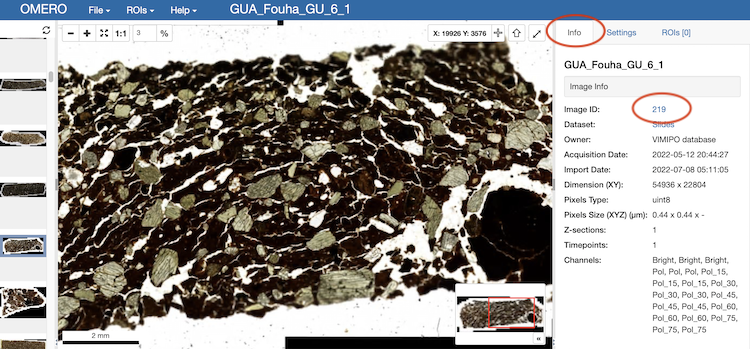 OMERO File ROIs Help GUA_Fouha_GU_6_1
1:1 3 % X: 19926 Y: 3576
Info Settings ROIs [0]
GUA_Fouha_GU_6_1
Image Info
Image ID: 219
Dataset: Slides
Owner: VIMIPO database
Acquisition Date: 2022-05-12 20:44:27
Import Date: 2022-07-08 05:11:05
Dimension (XY): 54936 x 22804
Pixels Type: uint8
Pixels Size (XYZ) (µm): 0.44 x 0.44 x -
Z-sections: 1
Timepoints: 1
Channels: Bright, Bright, Bright,
Pol, Pol, Pol, Pol_15,
Pol_15, Pol_15, Pol_30,
Pol_30, Pol_30, Pol_45,
Pol_45, Pol_45, Pol_60,
Pol_60, Pol_60, Pol_75,
Pol_75, Pol_75
2 mm
«